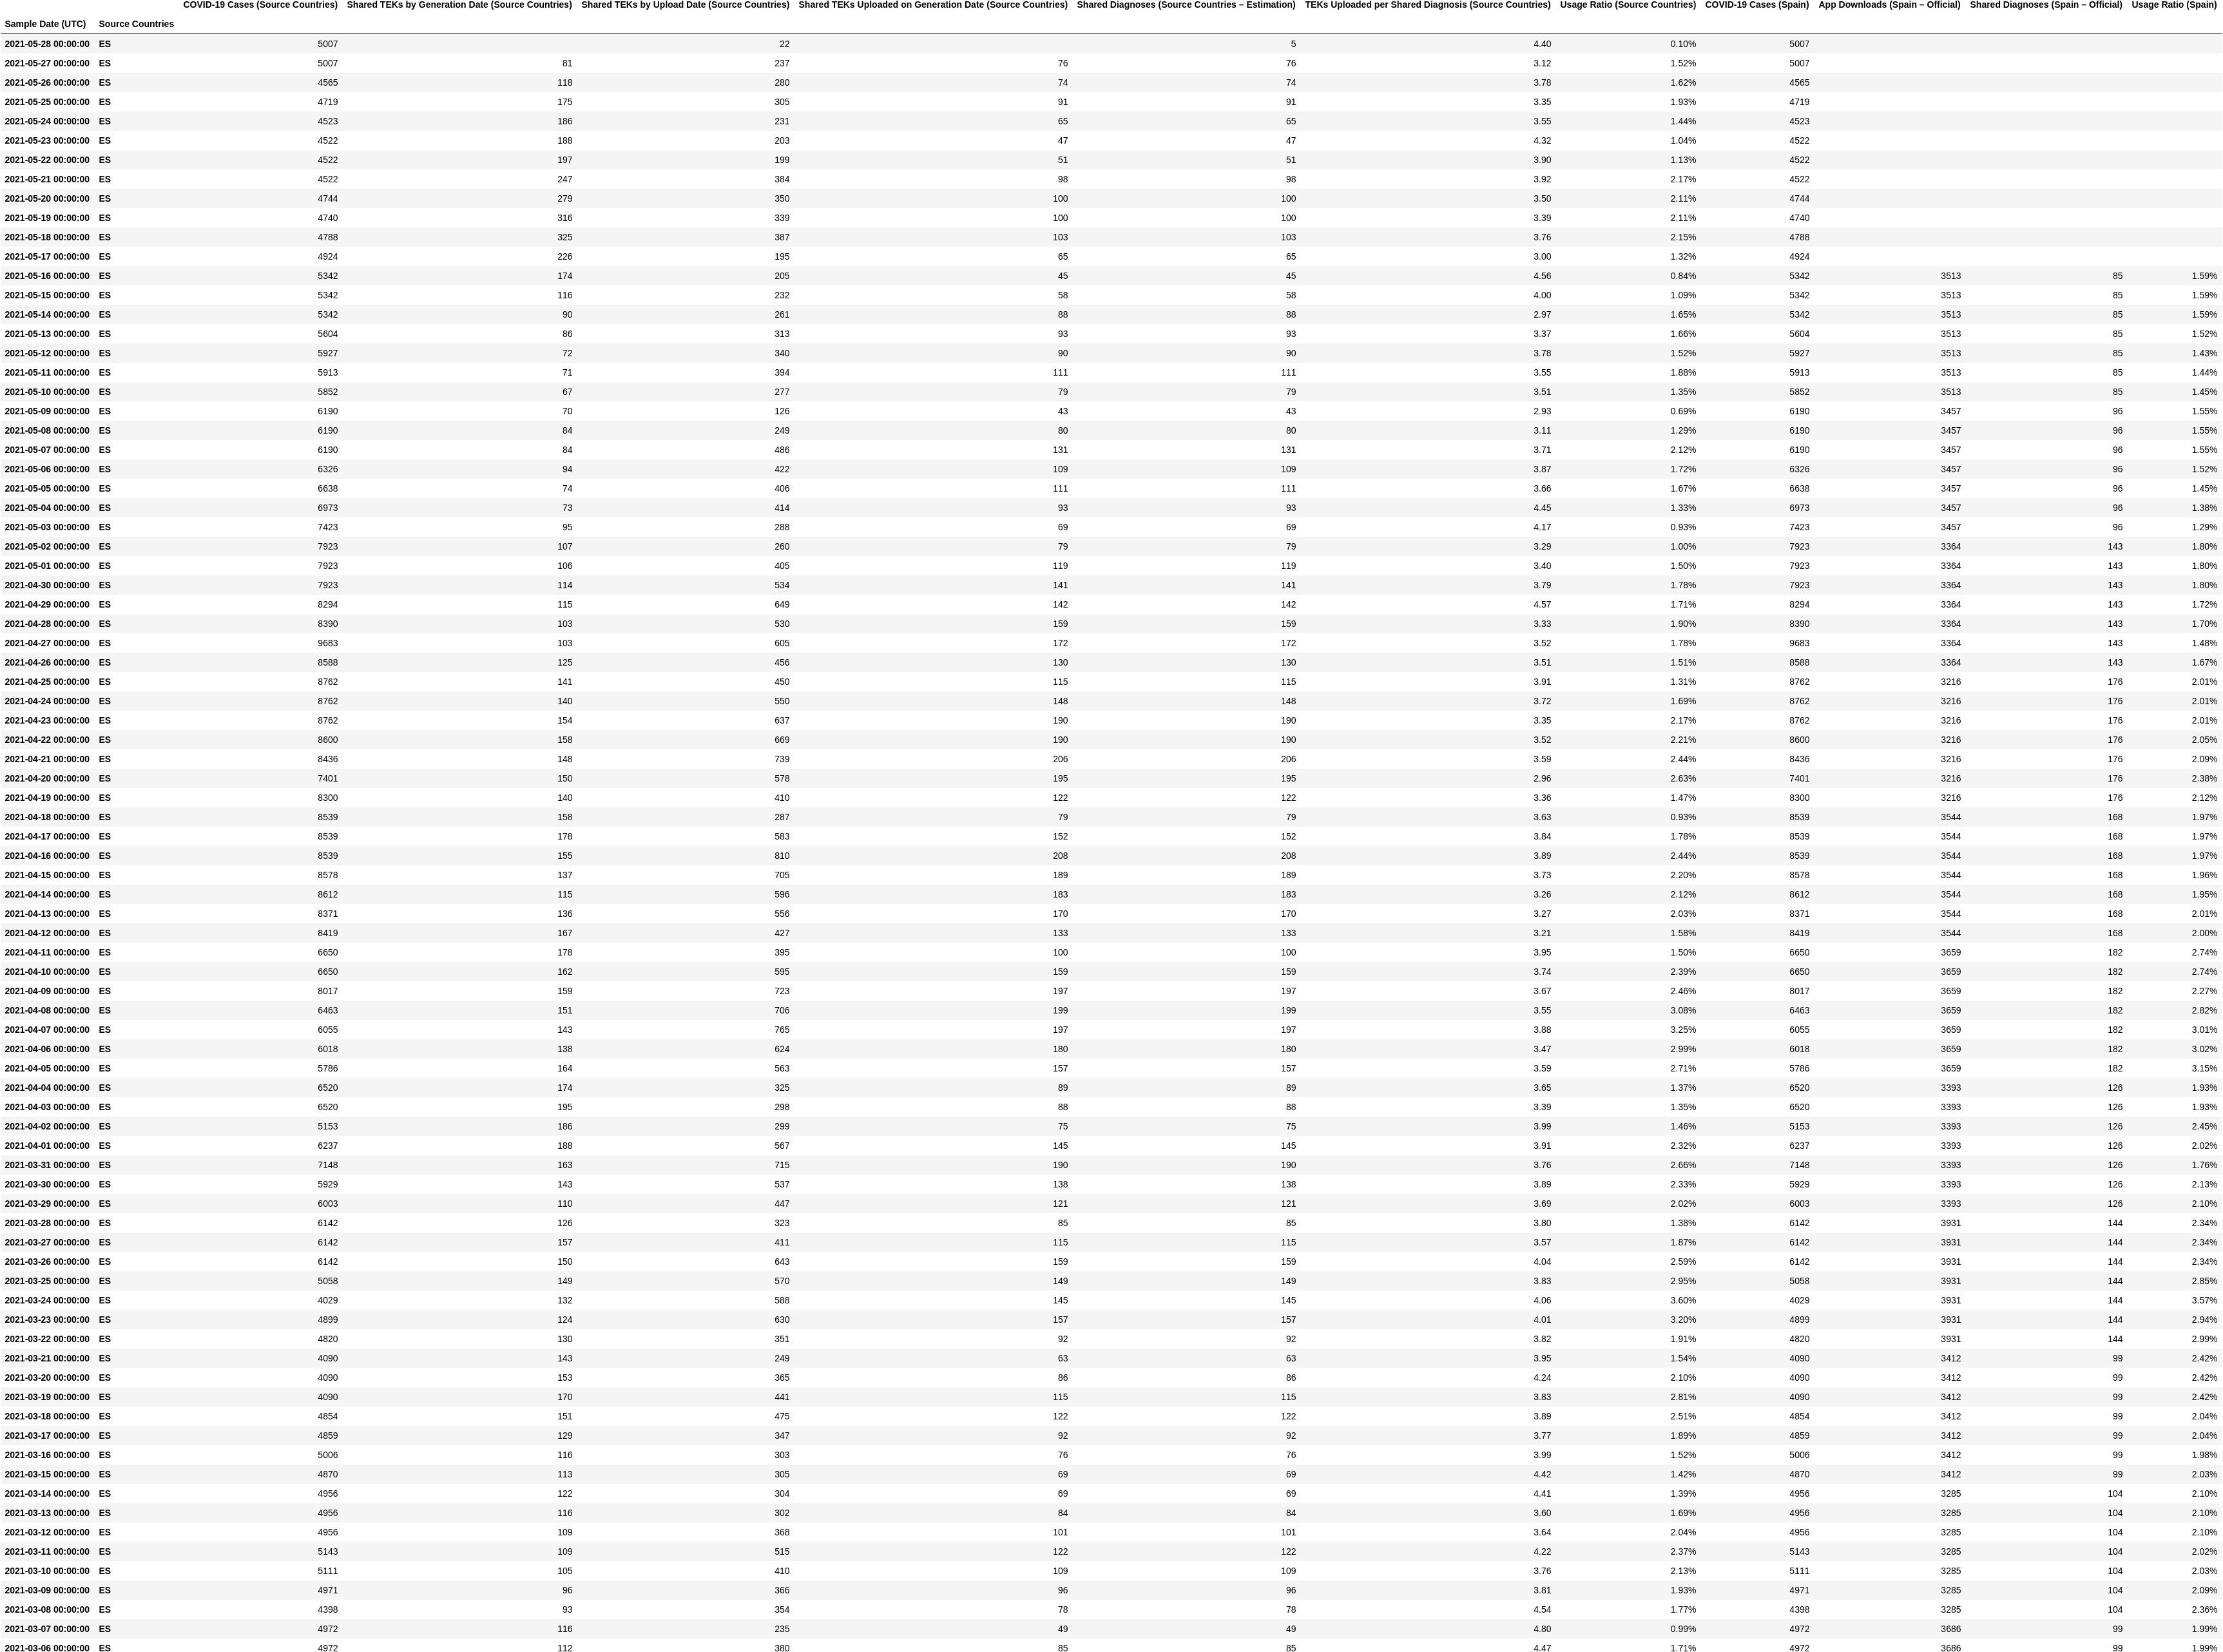 COVID-19 Cases (Source Countries) Shared TEKs by Generation Date (Source Countries) Shared TEKs by Upload Date (Source Countries) Shared TEKs Uploaded on Generation Date (Source Countries) Shared Diagnoses (Source Countries – Estimation) TEKs Uploaded per Shared Diagnosis (Source Countries) Usage Ratio (Source Countries) COVID-19 Cases (Spain) App Downloads (Spain – Official) Shared Diagnoses (Spain – Official) Usage Ratio (Spain)
Sample Date (UTC) Source Countries
2021-05-28 00:00:00 ES 5007 22 5 4.40 0.10% 5007
2021-05-27 00:00:00 ES 5007 81 237 76 76 3.12 1.52% 5007
2021-05-26 00:00:00 ES 4565 118 280 74 74 3.78 1.62% 4565
2021-05-25 00:00:00 ES 4719 175 305 91 91 3.35 1.93% 4719
2021-05-24 00:00:00 ES 4523 186 231 65 65 3.55 1.44% 4523
2021-05-23 00:00:00 ES 4522 188 203 47 47 4.32 1.04% 4522
2021-05-22 00:00:00 ES 4522 197 199 51 51 3.90 1.13% 4522
2021-05-21 00:00:00 ES 4522 247 384 98 98 3.92 2.17% 4522
2021-05-20 00:00:00 ES 4744 279 350 100 100 3.50 2.11% 4744
2021-05-19 00:00:00 ES 4740 316 339 100 100 3.39 2.11% 4740
2021-05-18 00:00:00 ES 4788 325 387 103 103 3.76 2.15% 4788
2021-05-17 00:00:00 ES 4924 226 195 65 65 3.00 1.32% 4924
2021-05-16 00:00:00 ES 5342 174 205 45 45 4.56 0.84% 5342 3513 85 1.59%
2021-05-15 00:00:00 ES 5342 116 232 58 58 4.00 1.09% 5342 3513 85 1.59%
2021-05-14 00:00:00 ES 5342 90 261 88 88 2.97 1.65% 5342 3513 85 1.59%
2021-05-13 00:00:00 ES 5604 86 313 93 93 3.37 1.66% 5604 3513 85 1.52%
2021-05-12 00:00:00 ES 5927 72 340 90 90 3.78 1.52% 5927 3513 85 1.43%
2021-05-11 00:00:00 ES 5913 71 394 111 111 3.55 1.88% 5913 3513 85 1.44%
2021-05-10 00:00:00 ES 5852 67 277 79 79 3.51 1.35% 5852 3513 85 1.45%
2021-05-09 00:00:00 ES 6190 70 126 43 43 2.93 0.69% 6190 3457 96 1.55%
2021-05-08 00:00:00 ES 6190 84 249 80 80 3.11 1.29% 6190 3457 96 1.55%
2021-05-07 00:00:00 ES 6190 84 486 131 131 3.71 2.12% 6190 3457 96 1.55%
2021-05-06 00:00:00 ES 6326 94 422 109 109 3.87 1.72% 6326 3457 96 1.52%
2021-05-05 00:00:00 ES 6638 74 406 111 111 3.66 1.67% 6638 3457 96 1.45%
2021-05-04 00:00:00 ES 6973 73 414 93 93 4.45 1.33% 6973 3457 96 1.38%
2021-05-03 00:00:00 ES 7423 95 288 69 69 4.17 0.93% 7423 3457 96 1.29%
2021-05-02 00:00:00 ES 7923 107 260 79 79 3.29 1.00% 7923 3364 143 1.80%
2021-05-01 00:00:00 ES 7923 106 405 119 119 3.40 1.50% 7923 3364 143 1.80%
2021-04-30 00:00:00 ES 7923 114 534 141 141 3.79 1.78% 7923 3364 143 1.80%
2021-04-29 00:00:00 ES 8294 115 649 142 142 4.57 1.71% 8294 3364 143 1.72%
2021-04-28 00:00:00 ES 8390 103 530 159 159 3.33 1.90% 8390 3364 143 1.70%
2021-04-27 00:00:00 ES 9683 103 605 172 172 3.52 1.78% 9683 3364 143 1.48%
2021-04-26 00:00:00 ES 8588 125 456 130 130 3.51 1.51% 8588 3364 143 1.67%
2021-04-25 00:00:00 ES 8762 141 450 115 115 3.91 1.31% 8762 3216 176 2.01%
2021-04-24 00:00:00 ES 8762 140 550 148 148 3.72 1.69% 8762 3216 176 2.01%
2021-04-23 00:00:00 ES 8762 154 637 190 190 3.35 2.17% 8762 3216 176 2.01%
2021-04-22 00:00:00 ES 8600 158 669 190 190 3.52 2.21% 8600 3216 176 2.05%
2021-04-21 00:00:00 ES 8436 148 739 206 206 3.59 2.44% 8436 3216 176 2.09%
2021-04-20 00:00:00 ES 7401 150 578 195 195 2.96 2.63% 7401 3216 176 2.38%
2021-04-19 00:00:00 ES 8300 140 410 122 122 3.36 1.47% 8300 3216 176 2.12%
2021-04-18 00:00:00 ES 8539 158 287 79 79 3.63 0.93% 8539 3544 168 1.97%
2021-04-17 00:00:00 ES 8539 178 583 152 152 3.84 1.78% 8539 3544 168 1.97%
2021-04-16 00:00:00 ES 8539 155 810 208 208 3.89 2.44% 8539 3544 168 1.97%
2021-04-15 00:00:00 ES 8578 137 705 189 189 3.73 2.20% 8578 3544 168 1.96%
2021-04-14 00:00:00 ES 8612 115 596 183 183 3.26 2.12% 8612 3544 168 1.95%
2021-04-13 00:00:00 ES 8371 136 556 170 170 3.27 2.03% 8371 3544 168 2.01%
2021-04-12 00:00:00 ES 8419 167 427 133 133 3.21 1.58% 8419 3544 168 2.00%
2021-04-11 00:00:00 ES 6650 178 395 100 100 3.95 1.50% 6650 3659 182 2.74%
2021-04-10 00:00:00 ES 6650 162 595 159 159 3.74 2.39% 6650 3659 182 2.74%
2021-04-09 00:00:00 ES 8017 159 723 197 197 3.67 2.46% 8017 3659 182 2.27%
2021-04-08 00:00:00 ES 6463 151 706 199 199 3.55 3.08% 6463 3659 182 2.82%
2021-04-07 00:00:00 ES 6055 143 765 197 197 3.88 3.25% 6055 3659 182 3.01%
2021-04-06 00:00:00 ES 6018 138 624 180 180 3.47 2.99% 6018 3659 182 3.02%
2021-04-05 00:00:00 ES 5786 164 563 157 157 3.59 2.71% 5786 3659 182 3.15%
2021-04-04 00:00:00 ES 6520 174 325 89 89 3.65 1.37% 6520 3393 126 1.93%
2021-04-03 00:00:00 ES 6520 195 298 88 88 3.39 1.35% 6520 3393 126 1.93%
2021-04-02 00:00:00 ES 5153 186 299 75 75 3.99 1.46% 5153 3393 126 2.45%
2021-04-01 00:00:00 ES 6237 188 567 145 145 3.91 2.32% 6237 3393 126 2.02%
2021-03-31 00:00:00 ES 7148 163 715 190 190 3.76 2.66% 7148 3393 126 1.76%
2021-03-30 00:00:00 ES 5929 143 537 138 138 3.89 2.33% 5929 3393 126 2.13%
2021-03-29 00:00:00 ES 6003 110 447 121 121 3.69 2.02% 6003 3393 126 2.10%
2021-03-28 00:00:00 ES 6142 126 323 85 85 3.80 1.38% 6142 3931 144 2.34%
2021-03-27 00:00:00 ES 6142 157 411 115 115 3.57 1.87% 6142 3931 144 2.34%
2021-03-26 00:00:00 ES 6142 150 643 159 159 4.04 2.59% 6142 3931 144 2.34%
2021-03-25 00:00:00 ES 5058 149 570 149 149 3.83 2.95% 5058 3931 144 2.85%
2021-03-24 00:00:00 ES 4029 132 588 145 145 4.06 3.60% 4029 3931 144 3.57%
2021-03-23 00:00:00 ES 4899 124 630 157 157 4.01 3.20% 4899 3931 144 2.94%
2021-03-22 00:00:00 ES 4820 130 351 92 92 3.82 1.91% 4820 3931 144 2.99%
2021-03-21 00:00:00 ES 4090 143 249 63 63 3.95 1.54% 4090 3412 99 2.42%
2021-03-20 00:00:00 ES 4090 153 365 86 86 4.24 2.10% 4090 3412 99 2.42%
2021-03-19 00:00:00 ES 4090 170 441 115 115 3.83 2.81% 4090 3412 99 2.42%
2021-03-18 00:00:00 ES 4854 151 475 122 122 3.89 2.51% 4854 3412 99 2.04%
2021-03-17 00:00:00 ES 4859 129 347 92 92 3.77 1.89% 4859 3412 99 2.04%
2021-03-16 00:00:00 ES 5006 116 303 76 76 3.99 1.52% 5006 3412 99 1.98%
2021-03-15 00:00:00 ES 4870 113 305 69 69 4.42 1.42% 4870 3412 99 2.03%
2021-03-14 00:00:00 ES 4956 122 304 69 69 4.41 1.39% 4956 3285 104 2.10%
2021-03-13 00:00:00 ES 4956 116 302 84 84 3.60 1.69% 4956 3285 104 2.10%
2021-03-12 00:00:00 ES 4956 109 368 101 101 3.64 2.04% 4956 3285 104 2.10%
2021-03-11 00:00:00 ES 5143 109 515 122 122 4.22 2.37% 5143 3285 104 2.02%
2021-03-10 00:00:00 ES 5111 105 410 109 109 3.76 2.13% 5111 3285 104 2.03%
2021-03-09 00:00:00 ES 4971 96 366 96 96 3.81 1.93% 4971 3285 104 2.09%
2021-03-08 00:00:00 ES 4398 93 354 78 78 4.54 1.77% 4398 3285 104 2.36%
2021-03-07 00:00:00 ES 4972 116 235 49 49 4.80 0.99% 4972 3686 99 1.99%
2021-03-06 00:00:00 ES 4972 112 380 85 85 4.47 1.71% 4972 3686 99 1.99%